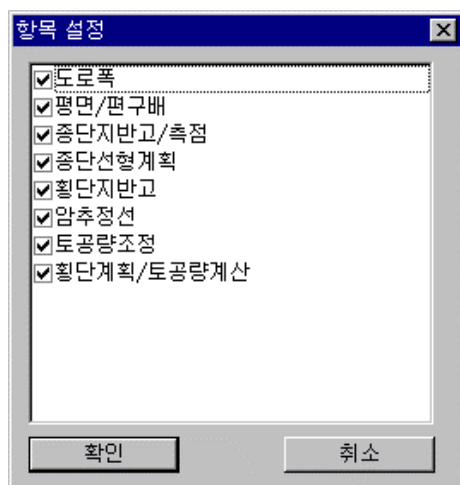 항목 설정
도로폭
평면/편구배
종단지반고/측점
종단선형계획
횡단지반고
암추정선
토공량조정
횡단계획/토공량계산
확인 취소